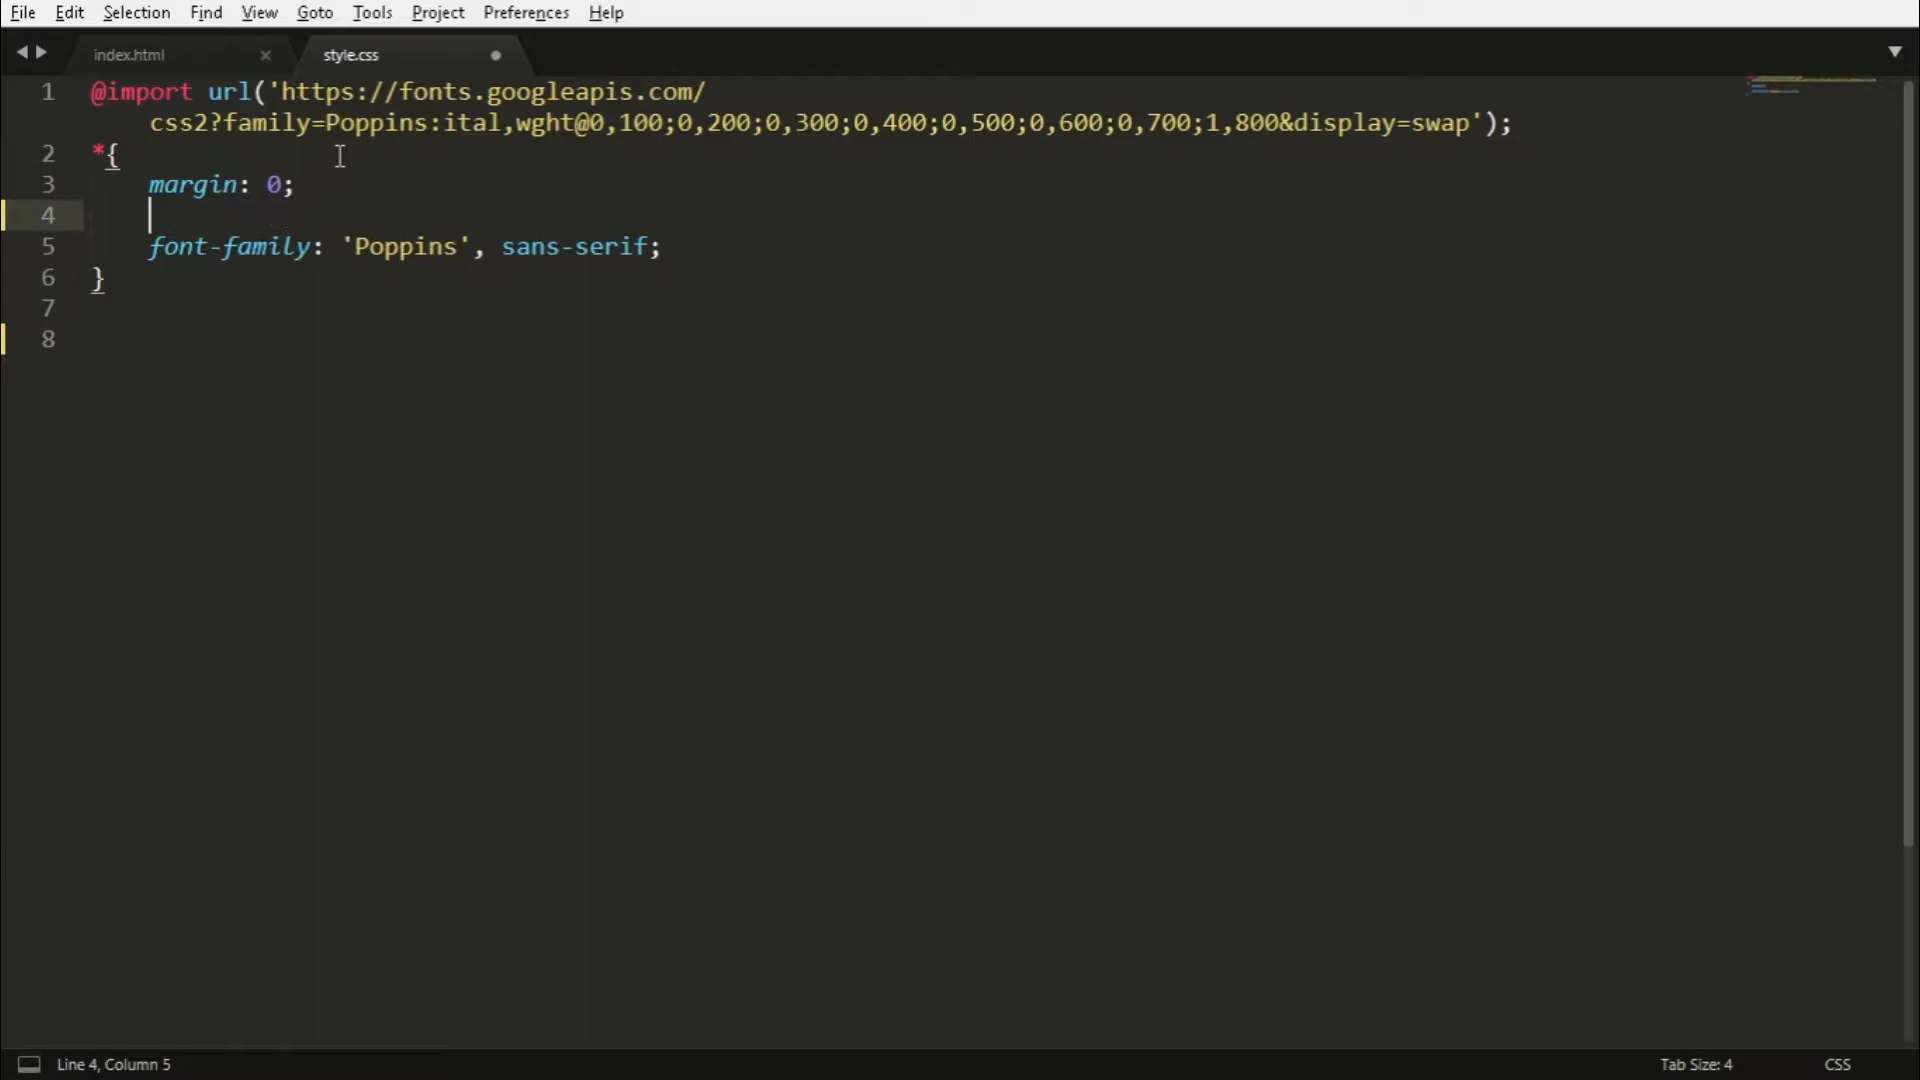 File Edit Selection Find View Goto Tools Project Preferences Help
index.html × style.css
1 @import url('https://fonts.googleapis.com/
css2?family=Poppins:ital,wght@0,100;0,200;0,300;0,400;0,500;0,600;0,700;1,800&display=swap');
2 *{
3 margin: 0;
4
5 font-family: 'Poppins', sans-serif;
6 }
7
8
Line 4, Column 5 Tab Size: 4 CSS